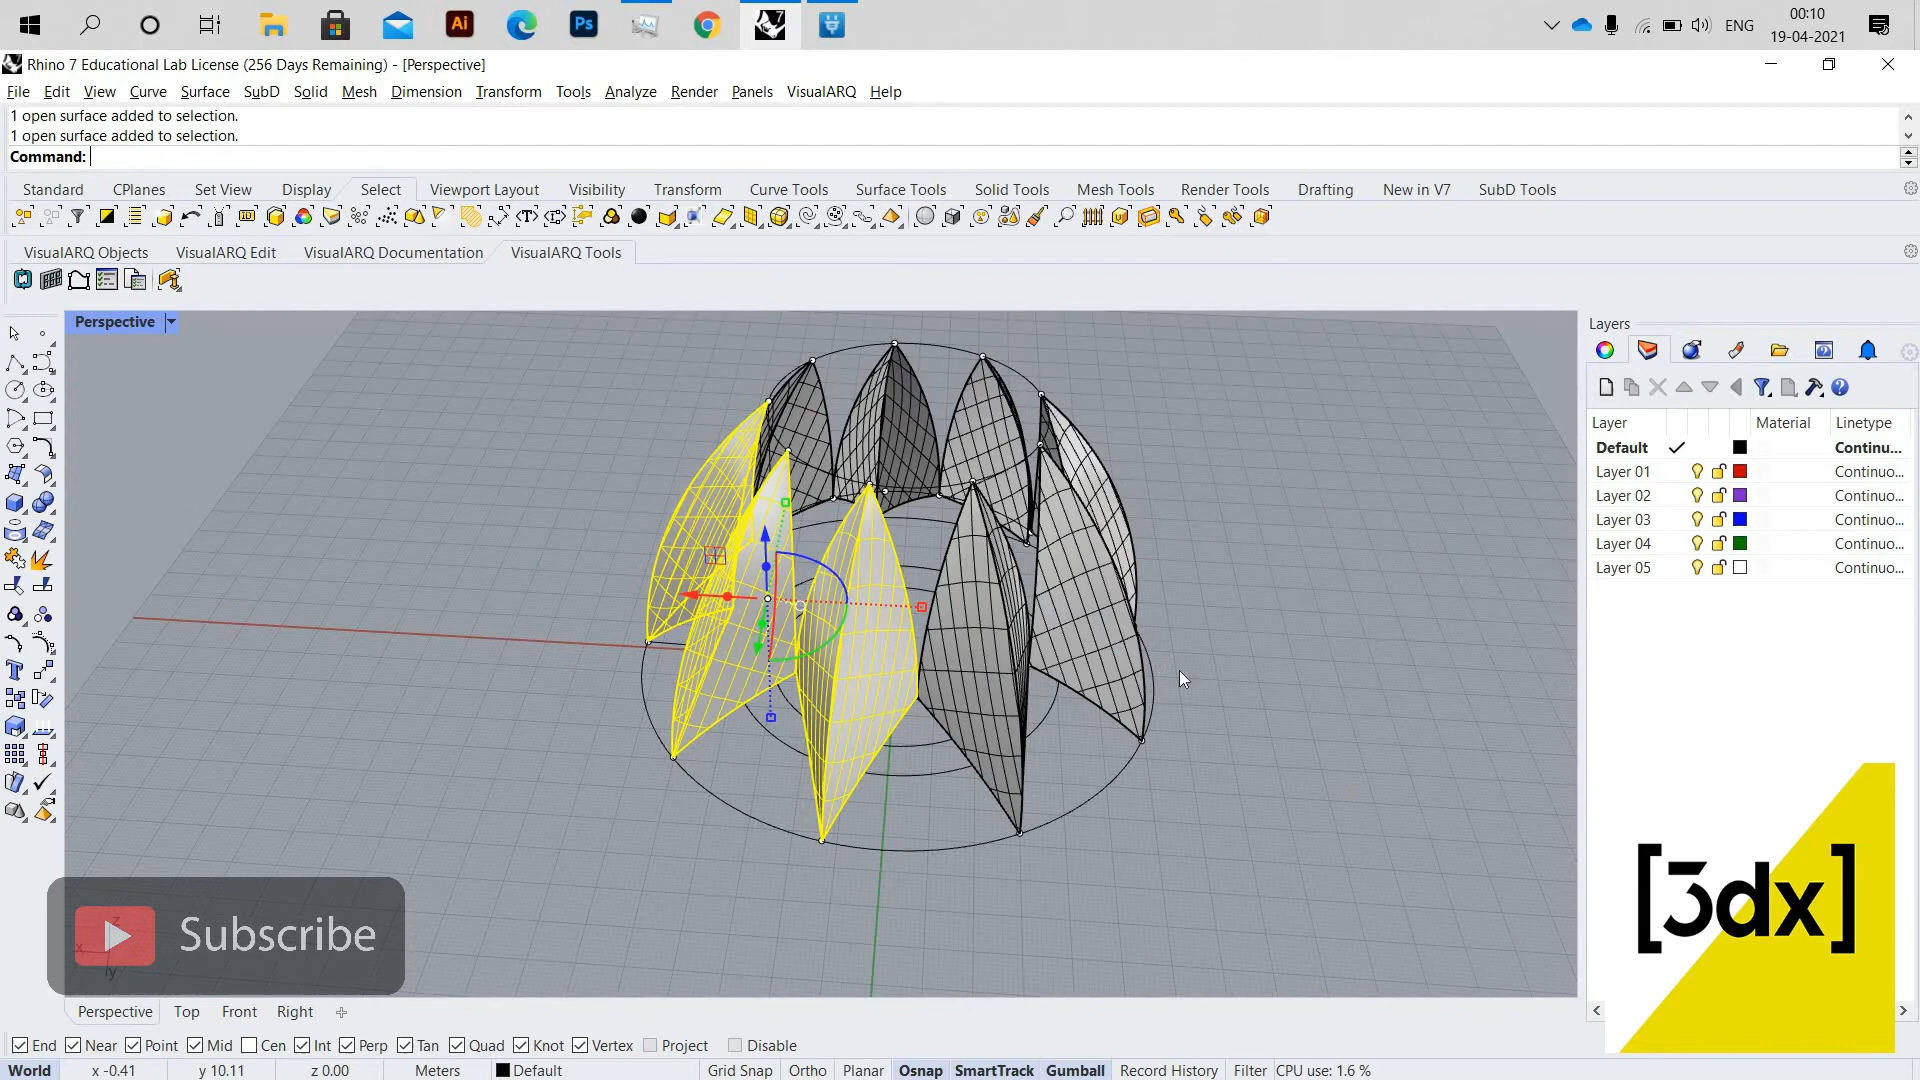 Ai
Ps
7
ENG
00:10
19-04-2021
Rhino 7 Educational Lab License (256 Days Remaining) - [Perspective]
File Edit View Curve Surface SubD Solid Mesh Dimension Transform Tools Analyze Render Panels VisualARQ Help
1 open surface added to selection.
1 open surface added to selection.
Command:
Standard CPlanes Set View Display Select Viewport Layout Visibility Transform Curve Tools Surface Tools Solid Tools Mesh Tools Render Tools Drafting New in V7 SubD Tools
VisualARQ Objects VisualARQ Edit VisualARQ Documentation VisualARQ Tools
Perspective
Layers
Layer Material Linetype
Default Continu...
Layer 01 Continuo...
Layer 02 Continuo...
Layer 03 Continuo...
Layer 04 Continuo...
Layer 05 Continuo...
Subscribe
z
x
y
[3dx]
Perspective Top Front Right
End Near Point Mid Cen Int Perp Tan Quad Knot Vertex Project Disable
World x -0.41 y 10.11 z 0.00 Meters Default Grid Snap Ortho Planar Osnap SmartTrack Gumball Record History Filter CPU use: 1.6 %